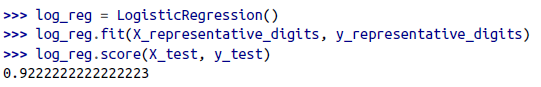 >>> log_reg = LogisticRegression()
>>> log_reg.fit(X_representative_digits, y_representative_digits)
>>> log_reg.score(X_test, y_test)
0.9222222222222223